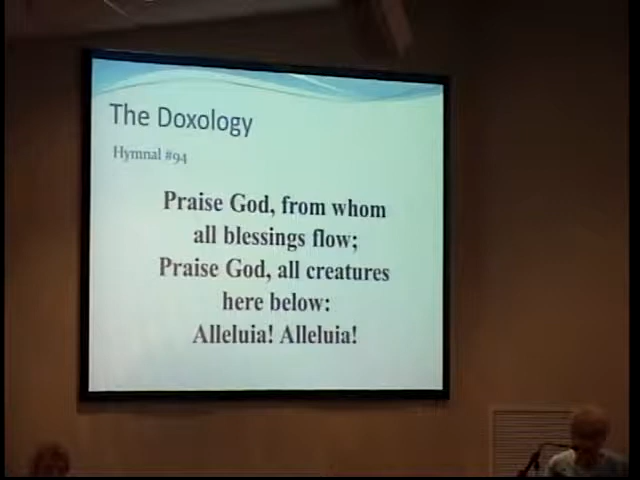 The Doxology
Hymnal #94
Praise God, from whom
all blessings flow;
Praise God, all creatures
here below:
Alleluia! Alleluia!